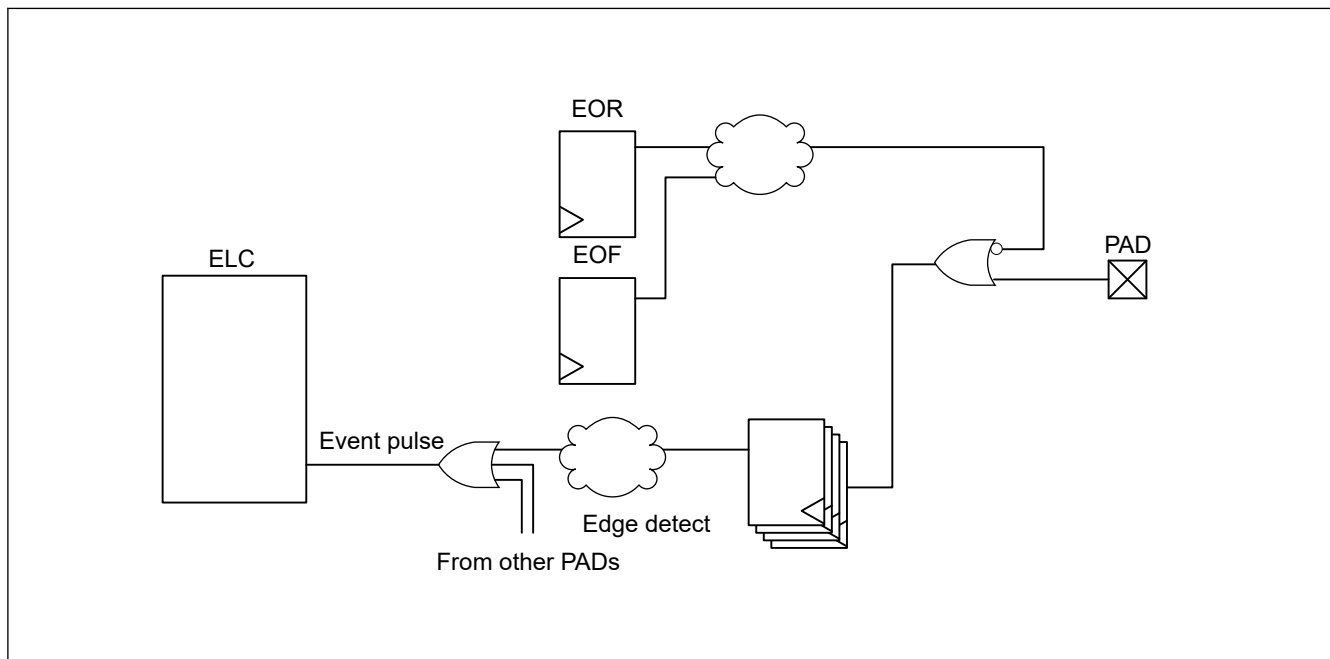 EOR
EOF
PAD
ELC
Event pulse
Edge detect
From other PADs